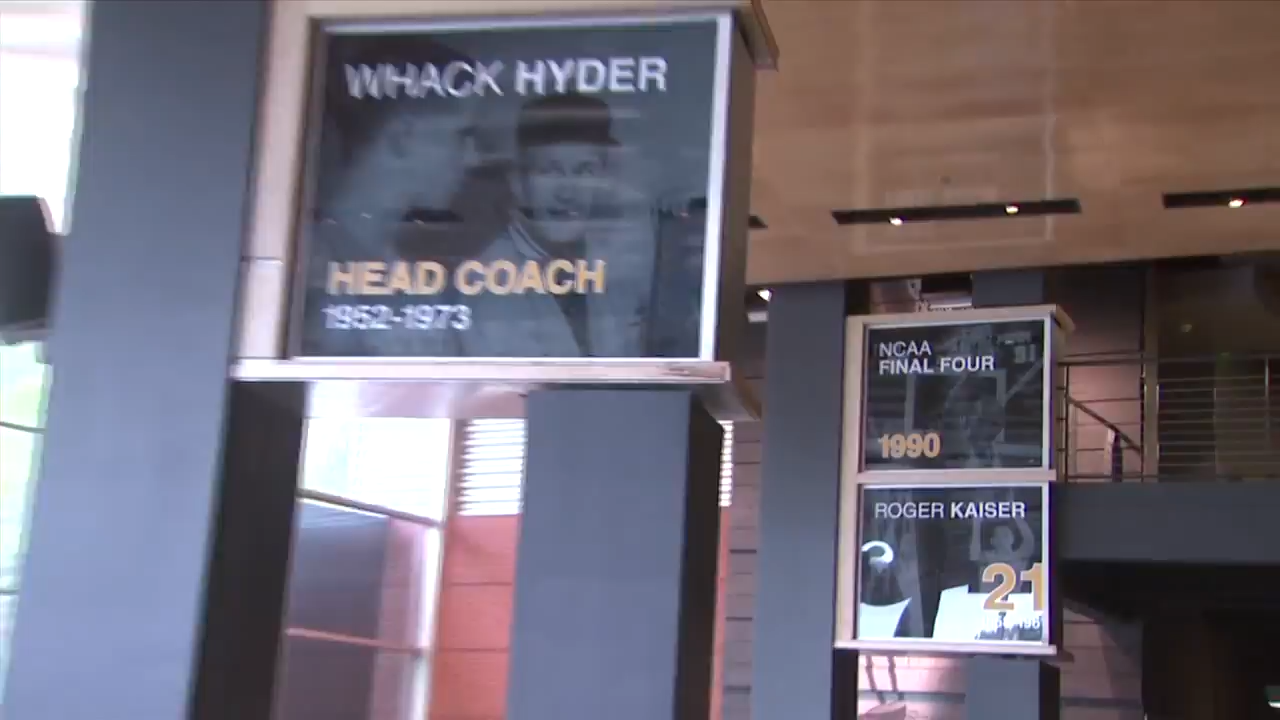 WHACK HYDER
HEAD COACH
1952-1973
NCAA
FINAL FOUR
1990
ROGER KAISER
21